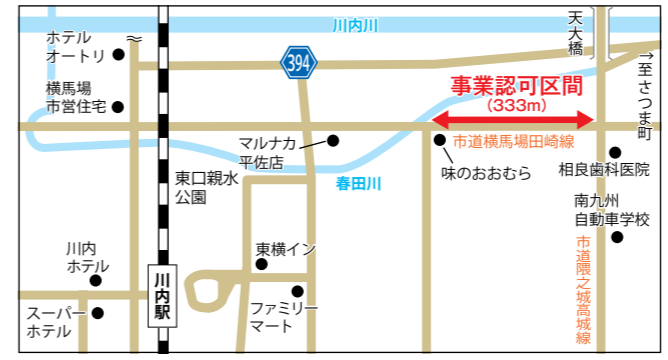 川内川
天大橋
ホテル
オートリ
394
→至さつま町
横馬場
市営住宅
事業認可区間
(333m)
市道横馬場田崎線
マルナカ
平佐店
味のおおむら
相良歯科医院
東口親水
公園
春田川
南九州
自動車学校
市道隈之城高城線
川内
ホテル
東横イン
川内駅
スーパー
ホテル
ファミリー
マート